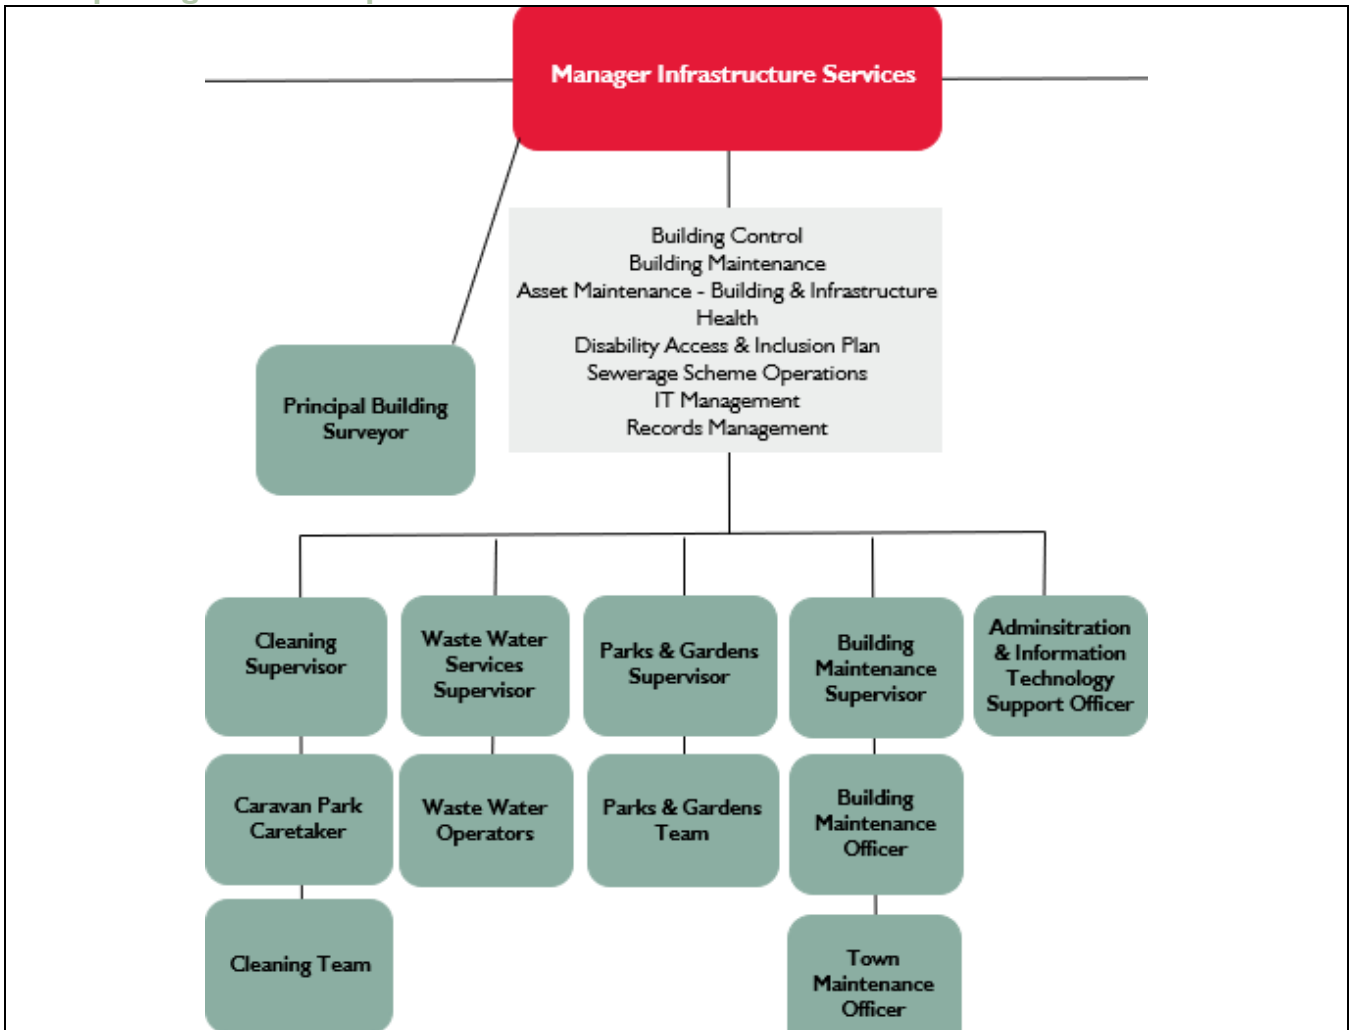 Manager Infrastructure Services
Building Control
Building Maintenance
Asset Maintenance - Building & Infrastructure
Health
Disability Access & Inclusion Plan
Sewerage Scheme Operations
IT Management
Records Management
Principal Building
Surveyor
Cleaning
Supervisor
Waste Water
Services
Supervisor
Parks & Gardens
Supervisor
Building
Maintenance
Supervisor
Adminsitration
& Information
Technology
Support Officer
Caravan Park
Caretaker
Waste Water
Operators
Parks & Gardens
Team
Building
Maintenance
Officer
Cleaning Team
Town
Maintenance
Officer